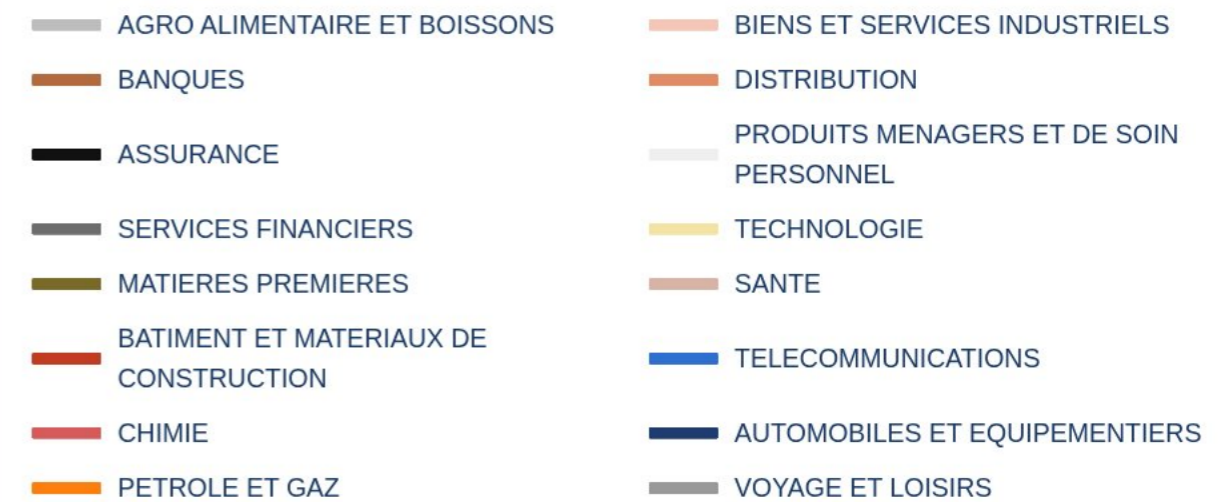 AGRO ALIMENTAIRE ET BOISSONS
BIENS ET SERVICES INDUSTRIELS
BANQUES
DISTRIBUTION
ASSURANCE
PRODUITS MENAGERS ET DE SOIN
PERSONNEL
SERVICES FINANCIERS
TECHNOLOGIE
MATIERES PREMIERES
SANTE
BATIMENT ET MATERIAUX DE
CONSTRUCTION
TELECOMMUNICATIONS
CHIMIE
AUTOMOBILES ET EQUIPEMENTIERS
PETROLE ET GAZ
VOYAGE ET LOISIRS